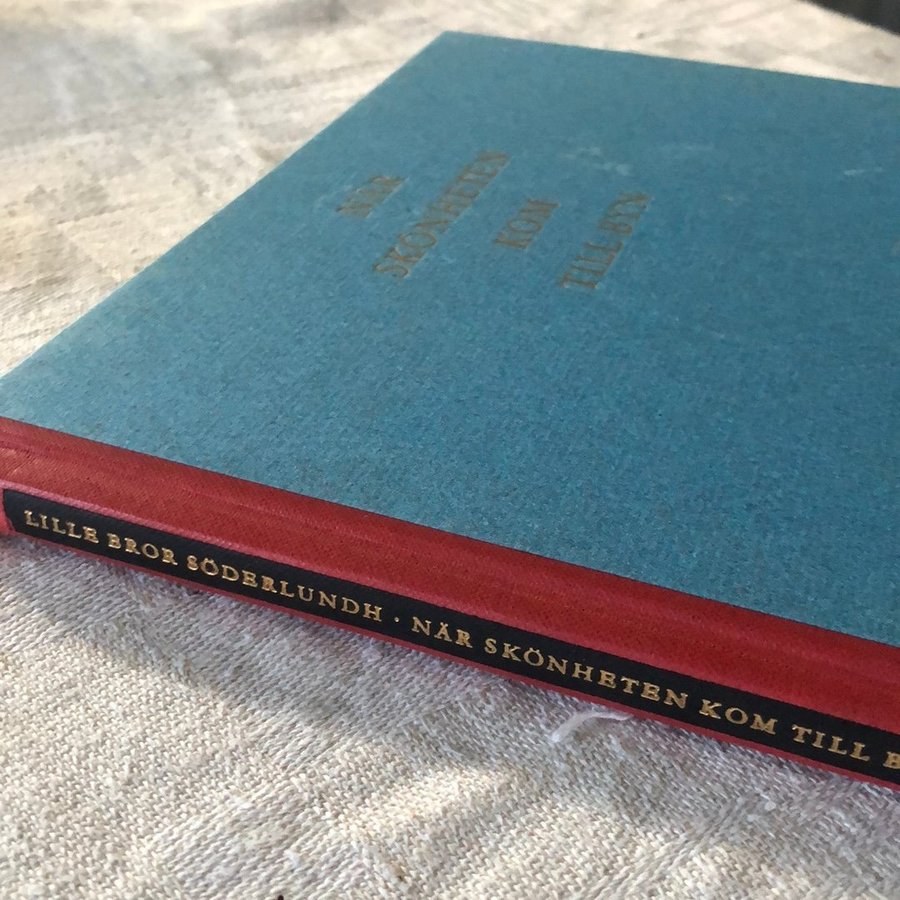 NÄR
SKÖNHETEN
KOM
TILL BYN
LILLE BROR SÖDERLUNDH · NÄR SKÖNHETEN KOM TILL B